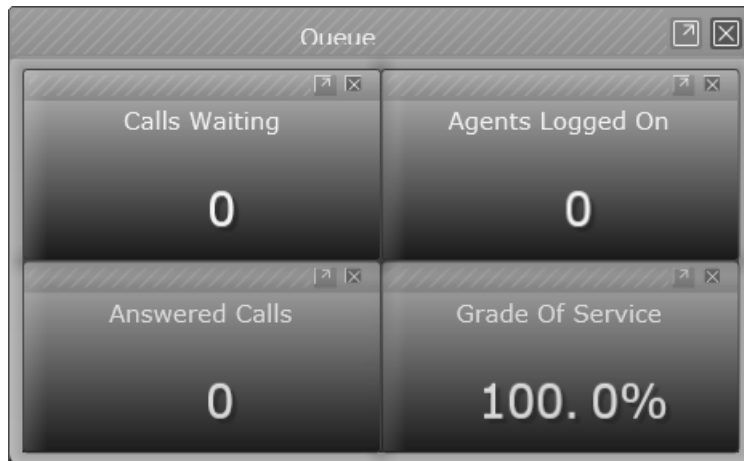 Queue
Calls Waiting
Agents Logged On
0
0
Answered Calls
Grade Of Service
0
100.0%